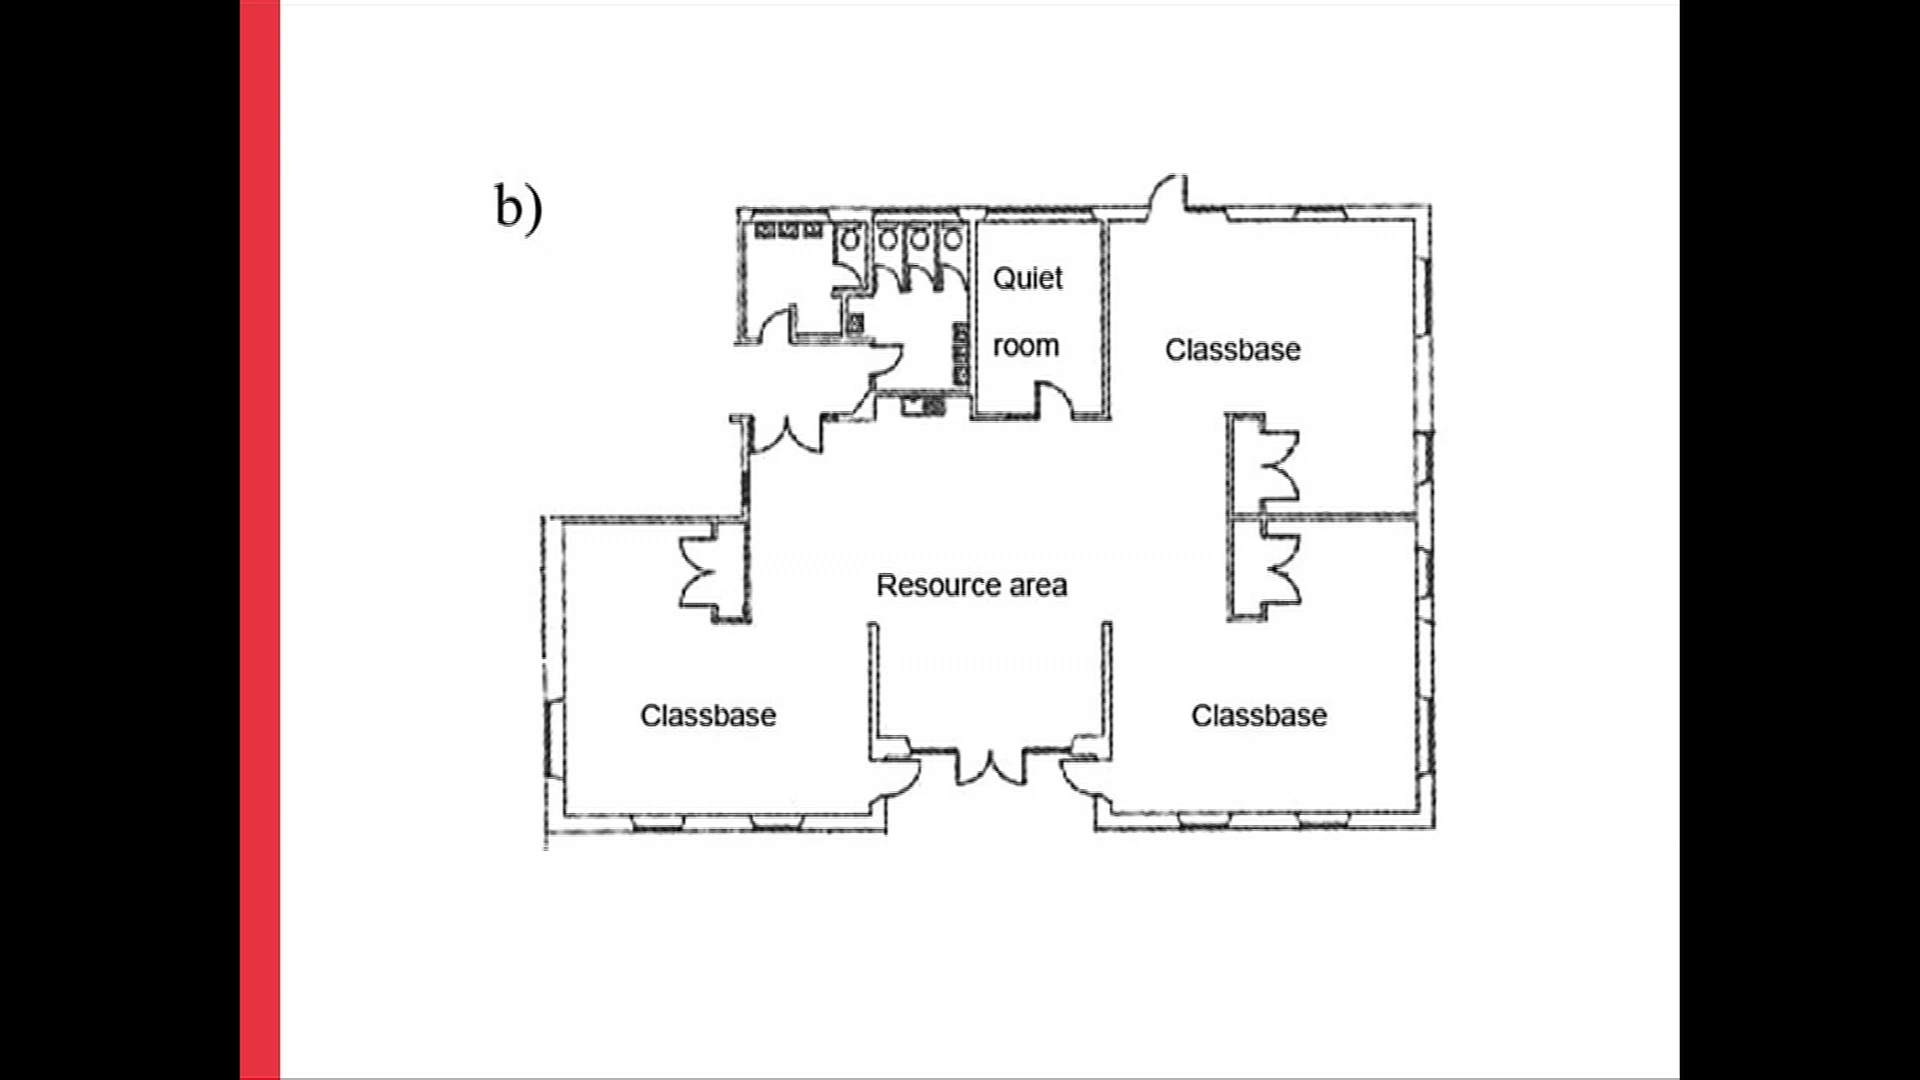 b)
Quiet
room
Classbase
Resource area
Classbase
Classbase